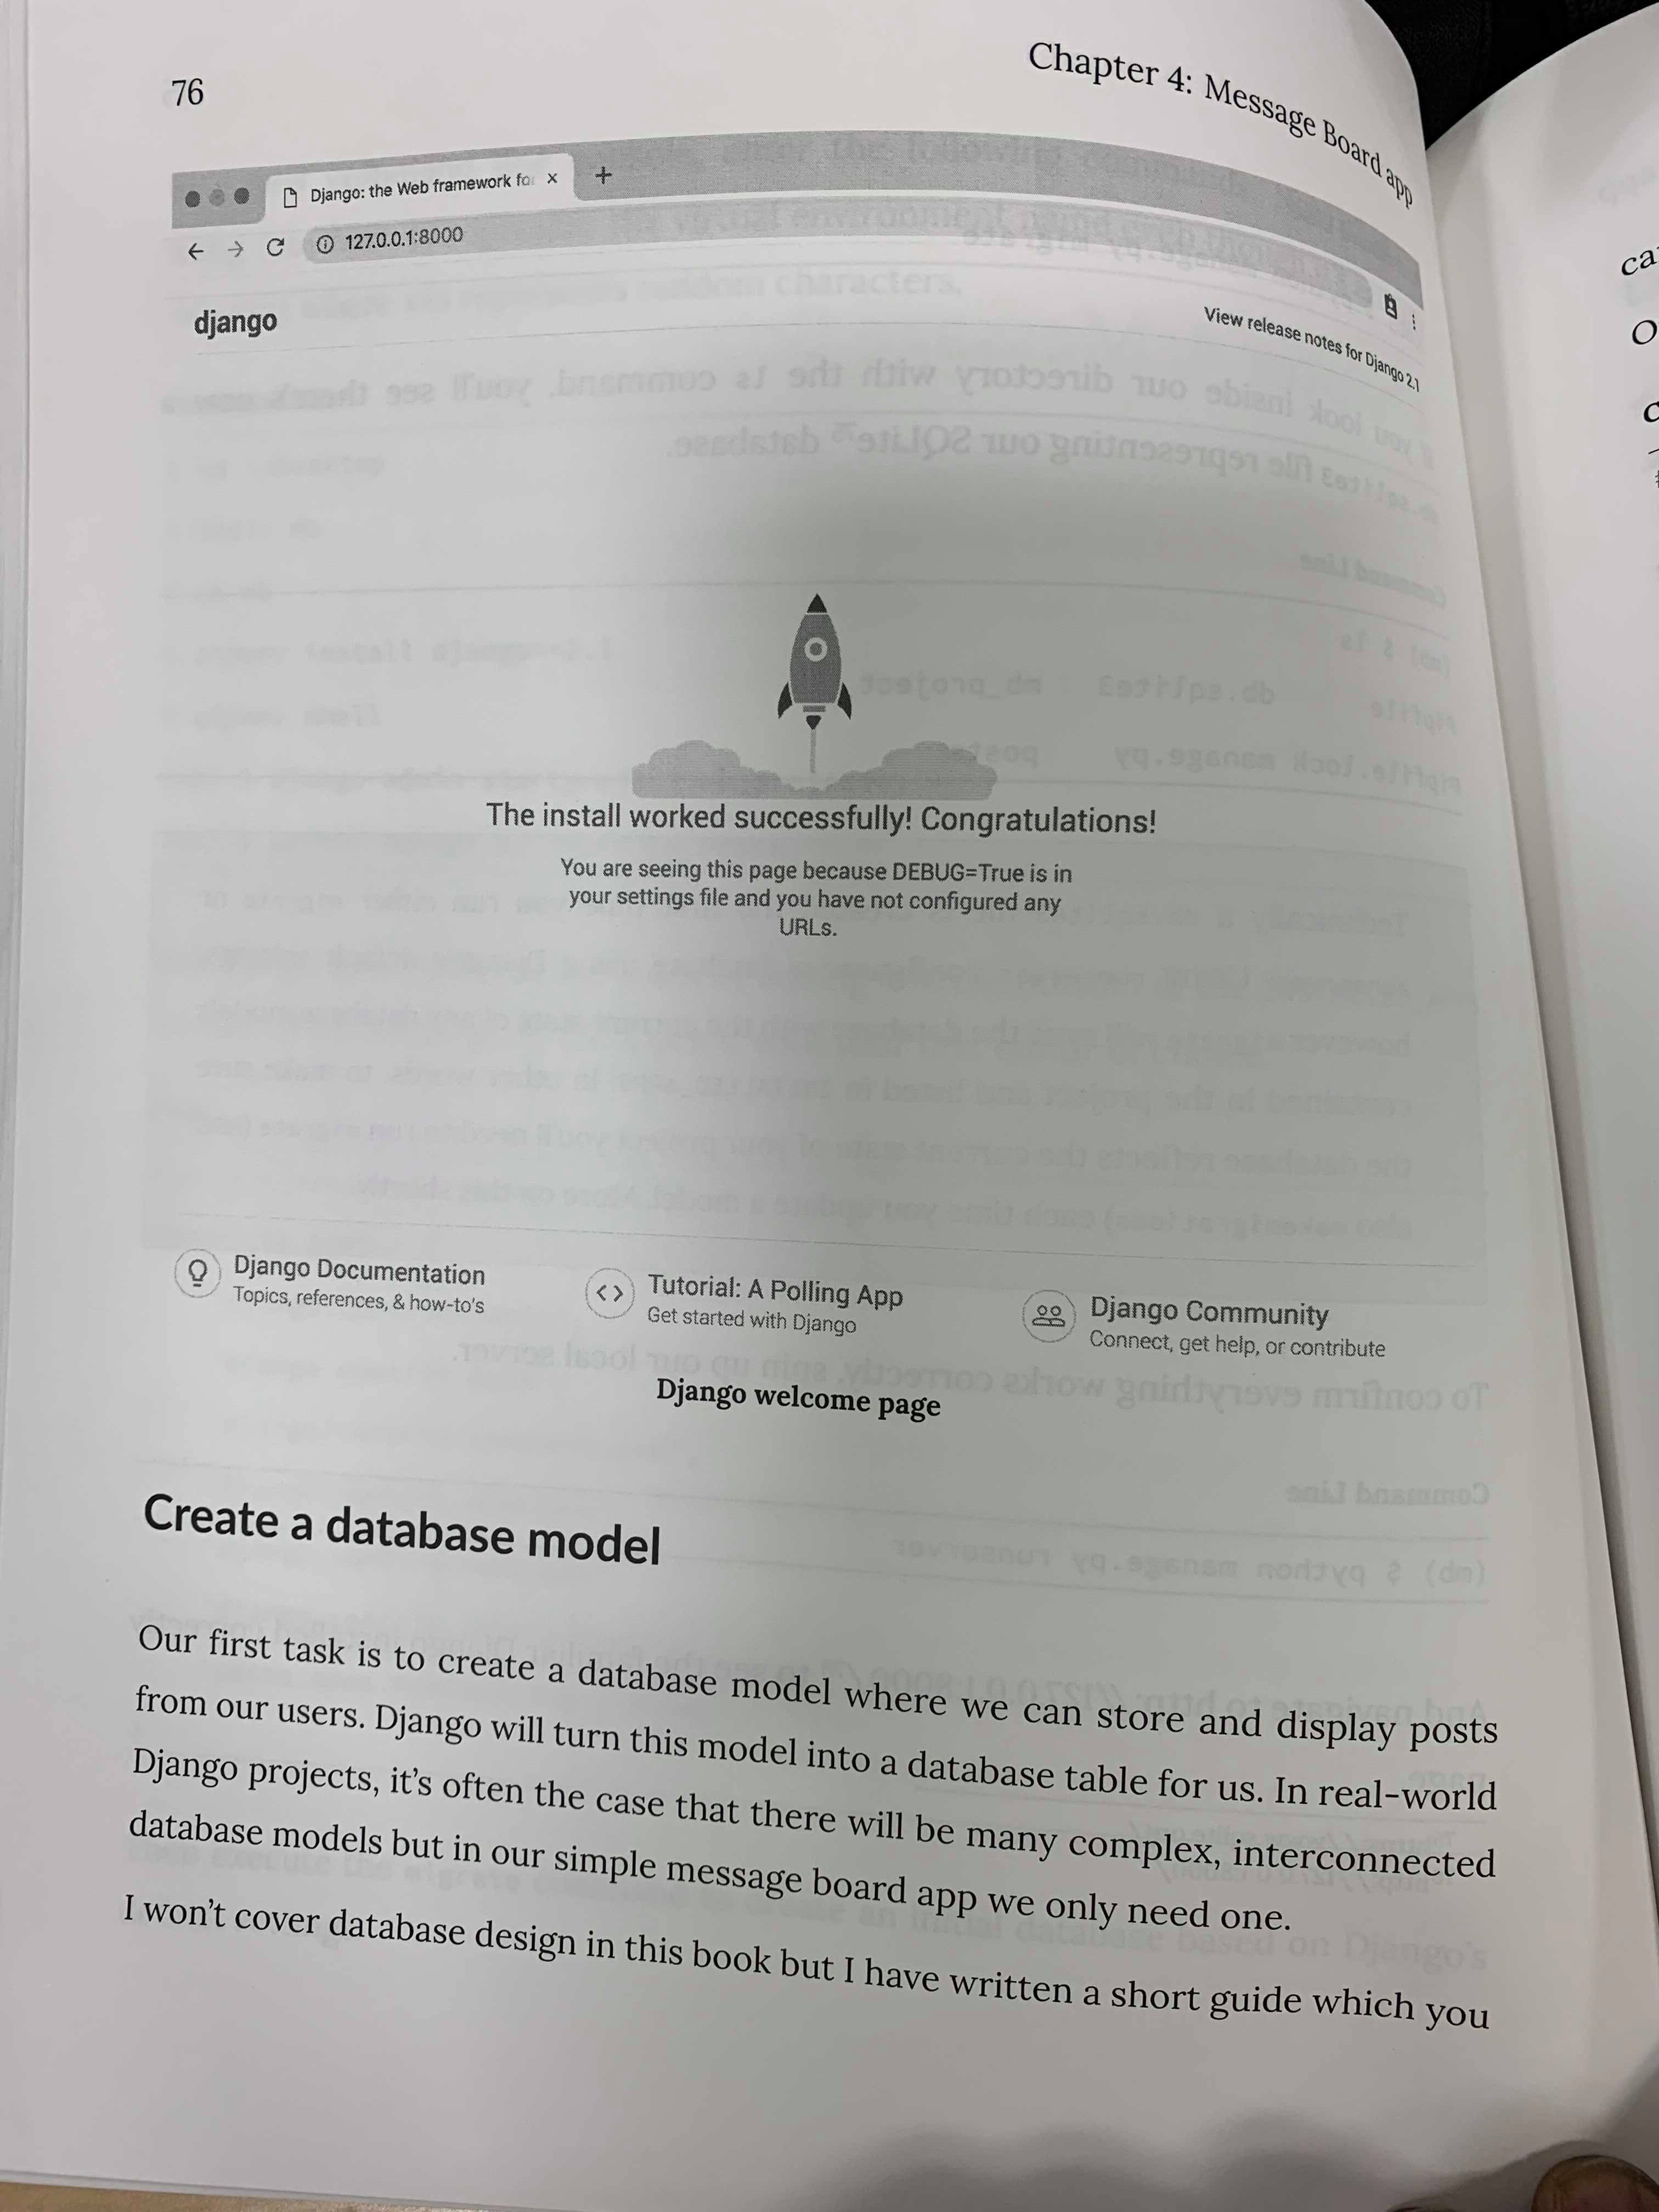 76
Chapter 4: Message Board app
Django: the Web framework fo
127.0.0.1:8000
django
View release notes for Django 2.1
The install worked successfully! Congratulations!
You are seeing this page because DEBUG=True is in
your settings file and you have not configured any
URLs.
Django Documentation
Topics, references, & how-to's
Tutorial: A Polling App
Get started with Django
Django Community
Connect, get help, or contribute
Django welcome page
Create a database model
Our first task is to create a database model where we can store and display posts
from our users. Django will turn this model into a database table for us. In real-world
Django projects, it's often the case that there will be many complex, interconnected
database models but in our simple message board app we only need one.
I won't cover database design in this book but I have written a short guide which you